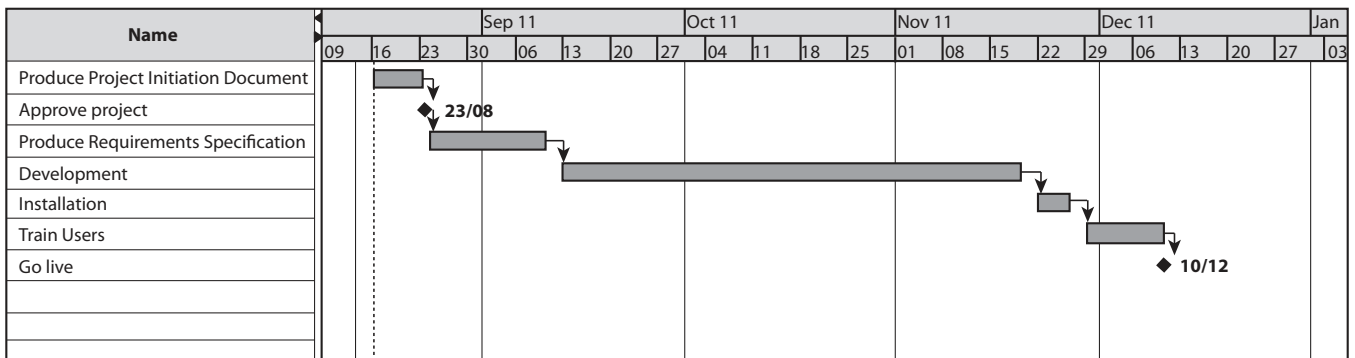 Name
Sep 11 Oct 11 Nov 11 Dec 11 Jan
09 16 23 30 06 13 20 27 04 11 18 25 01 08 15 22 29 06 13 20 27 03
Produce Project Initiation Document
Approve project 23/08
Produce Requirements Specification
Development
Installation
Train Users
Go live 10/12